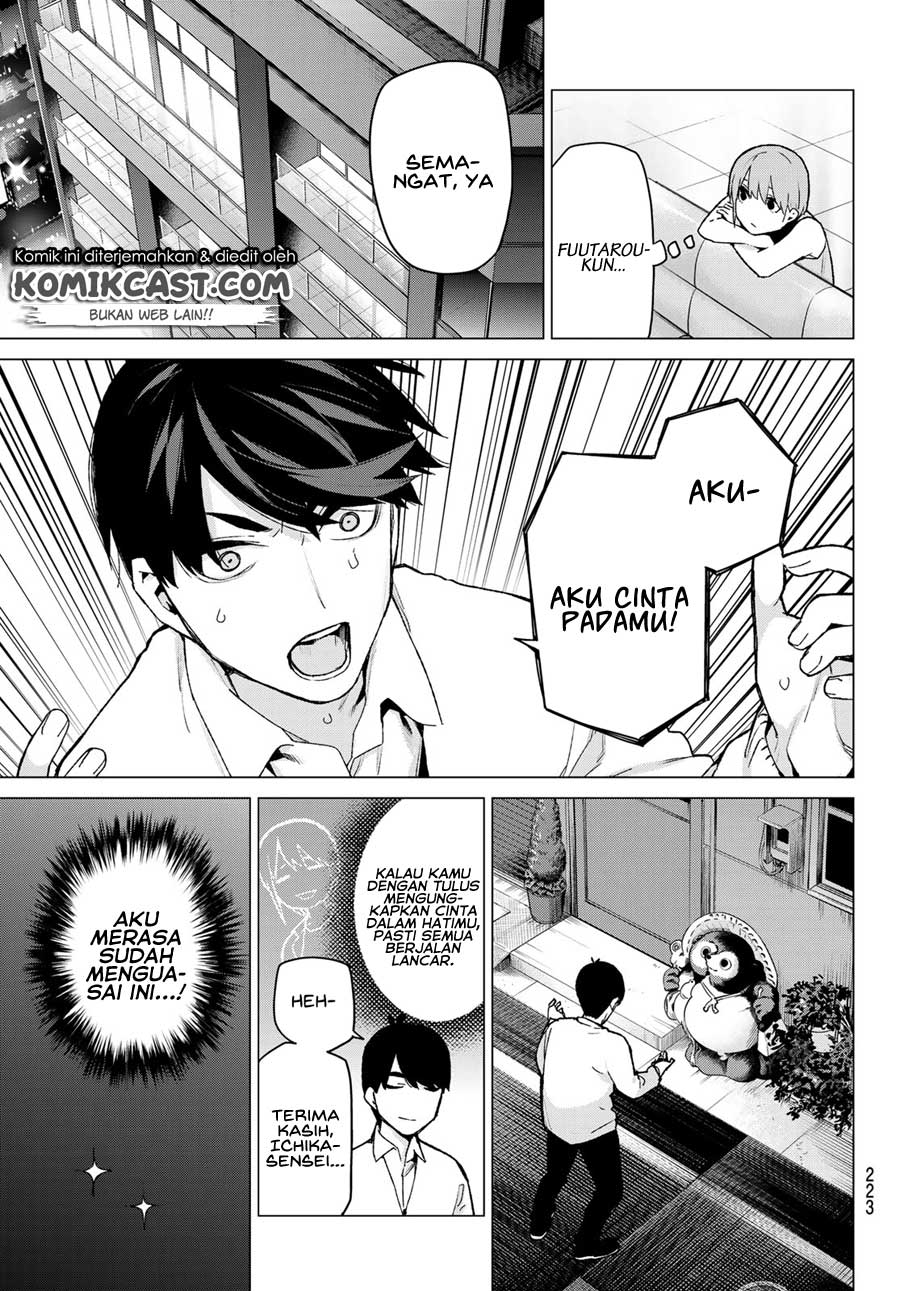 FUUTAROU-
KUN...
SEMA-
NGAT, YA
Komik ini diterjemahkan & diedit oleh
KOMIKCAST.COM
BUKAN WEB LAIN!!
AKU-
AKU CINTA
PADAMU!
KALAU KAMU
DENGAN TULUS
MENGUNG-
KAPKAN CINTA
DALAM HATIMU,
PASTI SEMUA
BERJALAN
LANCAR.
HEH-
TERIMA
KASIH,
ICHIKA-
SENSEI...
AKU
MERASA
SUDAH
MENGUA-
SAI INI...!
223